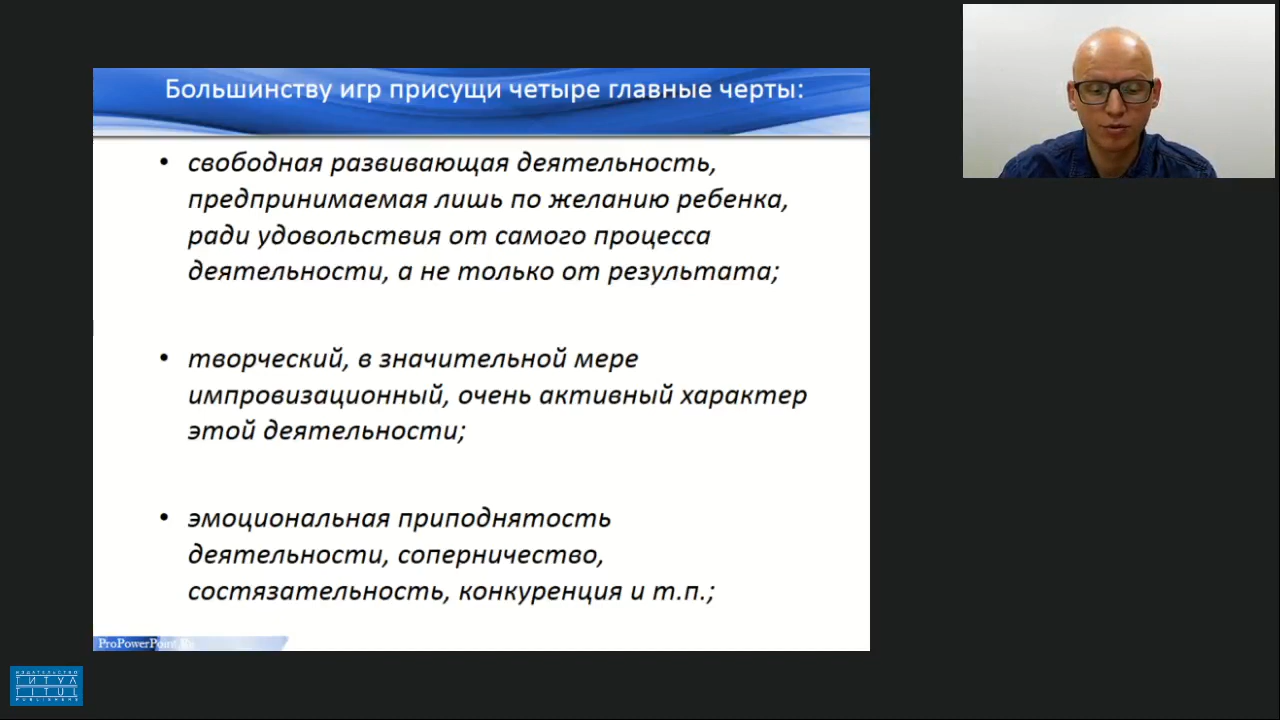 Большинству игр присущи четыре главные черты:
• свободная развивающая деятельность,
предпринимаемая лишь по желанию ребенка,
ради удовольствия от самого процесса
деятельности, а не только от результата;
• творческий, в значительной мере
импровизационный, очень активный характер
этой деятельности;
• эмоциональная приподнятость
деятельности, соперничество,
состязательность, конкуренция и т.п.;
ProPowerPoint.Ru
ИЗДАТЕЛЬСТВО
ТИТУЛ
TITUL
PUBLISHERS